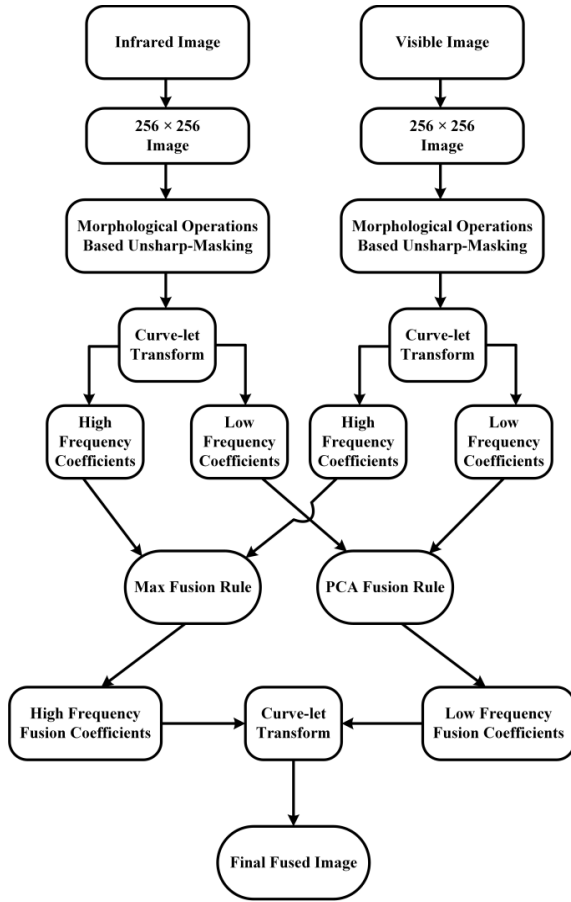 Infrared Image
Visible Image
256 × 256
Image
256 × 256
Image
Morphological Operations
Based Unsharp-Masking
Morphological Operations
Based Unsharp-Masking
Curve-let
Transform
Curve-let
Transform
High
Frequency
Coefficients
Low
Frequency
Coefficients
High
Frequency
Coefficients
Low
Frequency
Coefficients
Max Fusion Rule
PCA Fusion Rule
High Frequency
Fusion Coefficients
Curve-let
Transform
Low Frequency
Fusion Coefficients
Final Fused Image